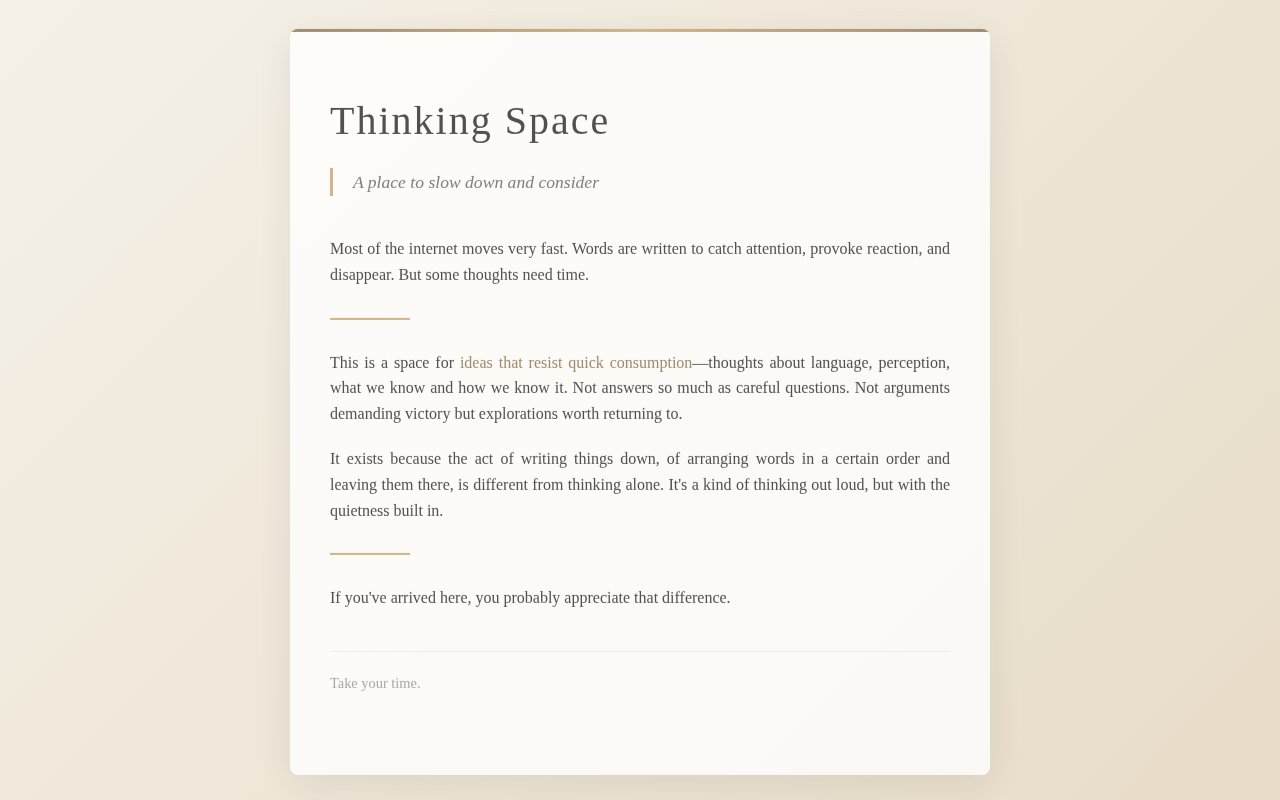 Thinking Space
A place to slow down and consider
Most of the internet moves very fast. Words are written to catch attention, provoke reaction, and
disappear. But some thoughts need time.
This is a space for ideas that resist quick consumption—thoughts about language, perception,
what we know and how we know it. Not answers so much as careful questions. Not arguments
demanding victory but explorations worth returning to.
It exists because the act of writing things down, of arranging words in a certain order and
leaving them there, is different from thinking alone. It's a kind of thinking out loud, but with the
quietness built in.
If you've arrived here, you probably appreciate that difference.
Take your time.